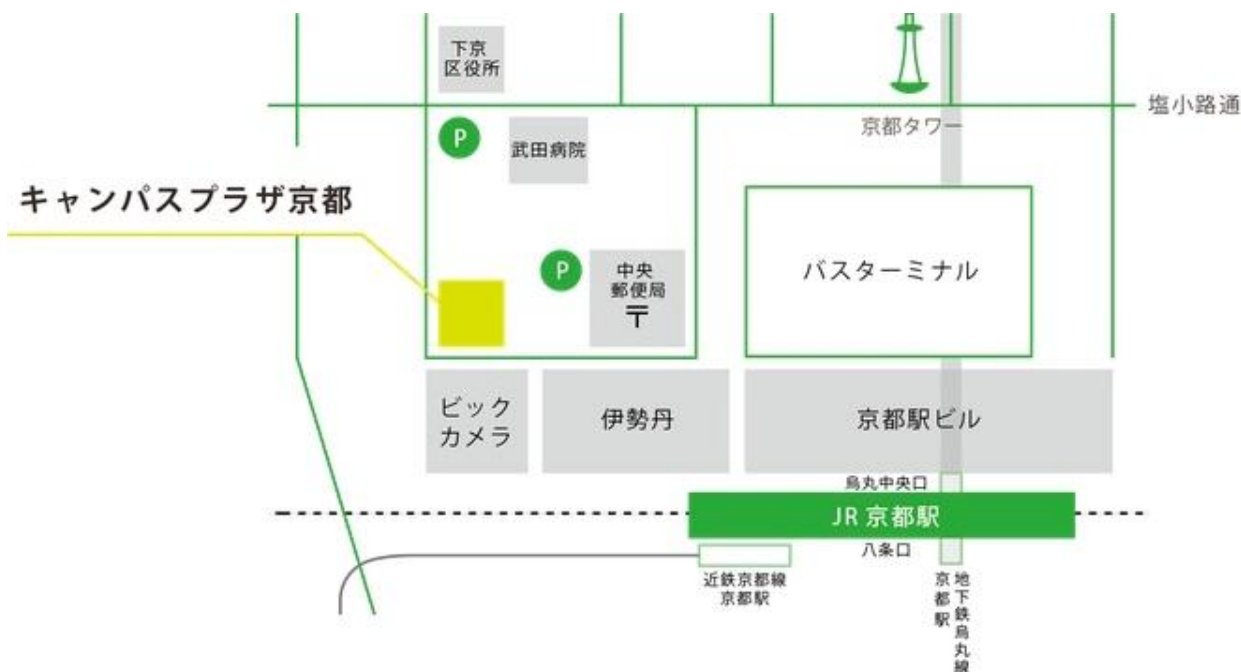 下京
区役所
塩小路通
京都タワー
P
武田病院
キャンパスプラザ京都
P
中央
郵便局
〒
バスターミナル
ビック
カメラ
伊勢丹
京都駅ビル
烏丸中央口
JR 京都駅
八条口
近鉄京都線
京都駅
地下鉄烏丸線
京都駅